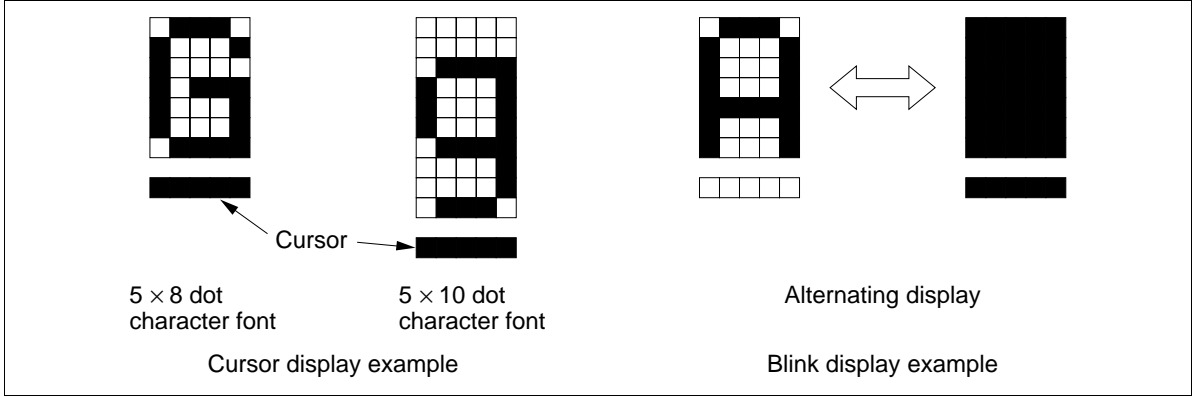 Cursor
5 × 8 dot
character font
5 × 10 dot
character font
Cursor display example
Alternating display
Blink display example